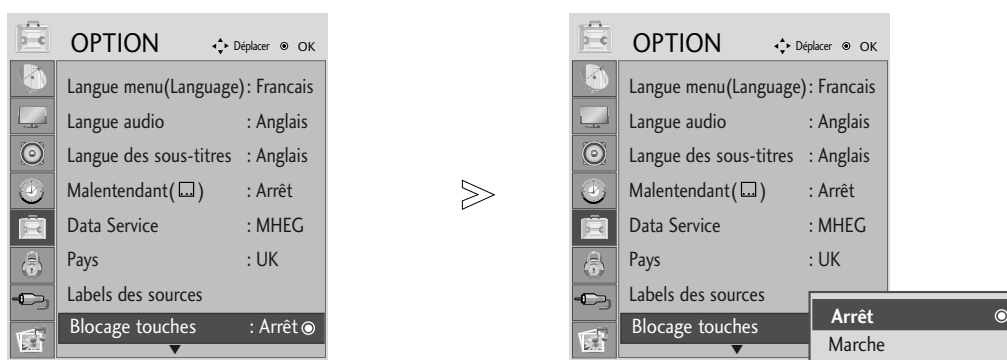 OPTION
Déplacer OK
Langue menu(Language) : Francais
Langue audio : Anglais
Langue des sous-titres : Anglais
Malentendant( ) : Arrêt
Data Service : MHEG
Pays : UK
Labels des sources
Blocage touches : Arrêt
OPTION
Déplacer OK
Langue menu(Language) : Francais
Langue audio : Anglais
Langue des sous-titres : Anglais
Malentendant( ) : Arrêt
Data Service : MHEG
Pays : UK
Labels des sources
Blocage touches
Arrêt
Marche